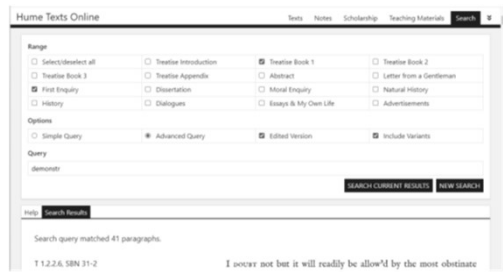 Hume Texts Online
Texts Notes Scholarship Teaching Materials Search
Range
Select/deselect all Treatise Introduction Treatise Book 1 Treatise Book 2
Treatise Book 3 Treatise Appendix Abstract Letter from a Gentleman
First Enquiry Dissertation Moral Enquiry Natural History
History Dialogues Essays & My Own Life Advertisements
Options
Simple Query Advanced Query Edited Version Include Variants
Query
demonstr
SEARCH CURRENT RESULTS NEW SEARCH
Help Search Results
Search query matched 41 paragraphs.
T 1.2.2.6, SBN 31-2 I DOUBT not but it will readily be allow'd by the most obstinate